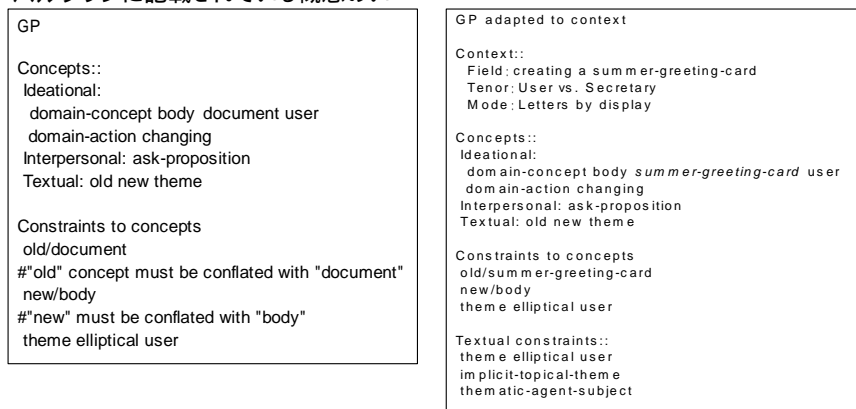 GP
Concepts::
Ideational:
domain-concept body document user
domain-action changing
Interpersonal: ask-proposition
Textual: old new theme
Constraints to concepts
old/document
#"old" concept must be conflated with "document"
new/body
#"new" must be conflated with "body"
theme elliptical user
GP adapted to context
Context::
Field: creating a summer-greeting-card
Tenor: User vs. Secretary
Mode: Letters by display
Concepts::
Ideational:
domain-concept body summer-greeting-card user
domain-action changing
Interpersonal: ask-proposition
Textual: old new theme
Constraints to concepts
old/summer-greeting-card
new/body
theme elliptical user
Textual constraints::
theme elliptical user
implicit-topical-theme
thematic-agent-subject